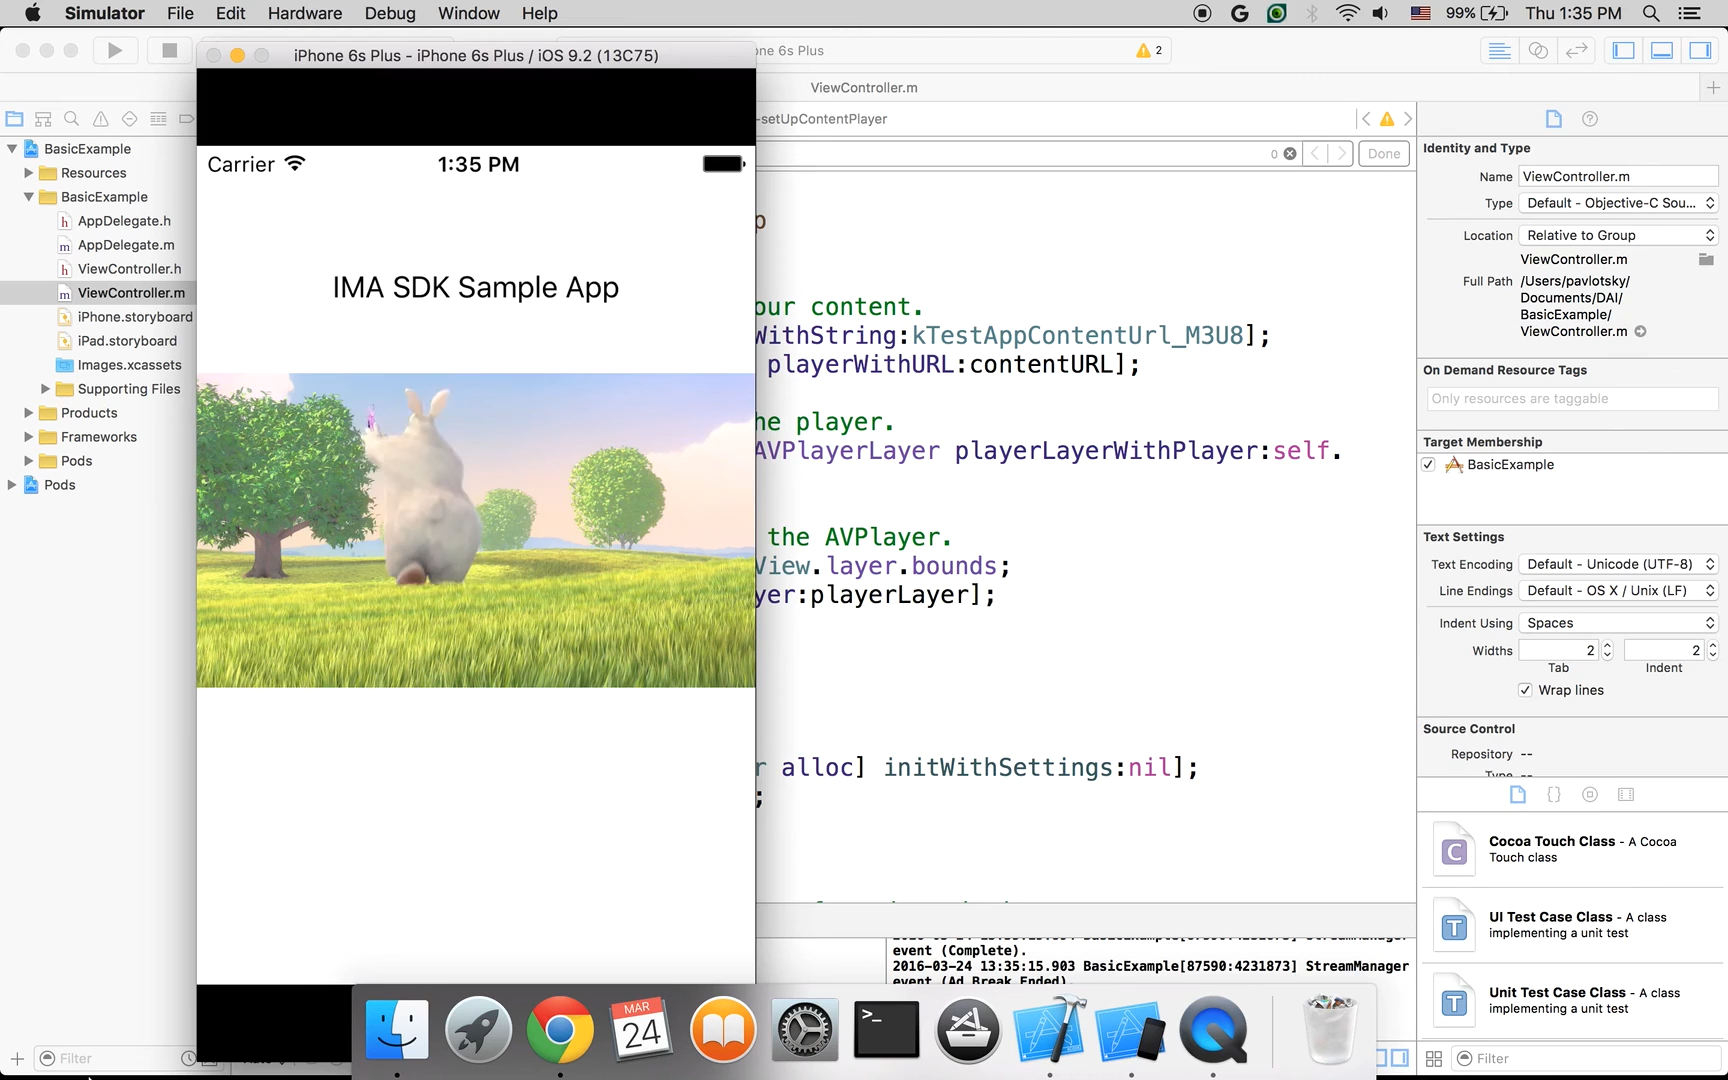 Simulator File Edit Hardware Debug Window Help 99% Thu 1:35 PM
iPhone 6s Plus - iPhone 6s Plus / iOS 9.2 (13C75)
ne 6s Plus 2
ViewController.m
-setUpContentPlayer
0 Done
BasicExample
Resources
BasicExample
AppDelegate.h
AppDelegate.m
ViewController.h
ViewController.m
iPhone.storyboard
iPad.storyboard
Images.xcassets
Supporting Files
Products
Frameworks
Pods
Pods
Filter
Carrier 1:35 PM
IMA SDK Sample App
p
our content.
WithString:kTestAppContentUrl_M3U8];
playerWithURL:contentURL];
he player.
AVPlayerLayer playerLayerWithPlayer:self.
the AVPlayer.
View.layer.bounds;
yer:playerLayer];
r alloc] initWithSettings:nil];
;
event (Complete).
2016-03-24 13:35:15.903 BasicExample[87590:4231873] StreamManager
event (Ad Break Ended).
Identity and Type
Name ViewController.m
Type Default - Objective-C Sou...
Location Relative to Group
ViewController.m
Full Path /Users/pavlotsky/
Documents/DAI/
BasicExample/
ViewController.m
On Demand Resource Tags
Only resources are taggable
Target Membership
BasicExample
Text Settings
Text Encoding Default - Unicode (UTF-8)
Line Endings Default - OS X / Unix (LF)
Indent Using Spaces
Widths 2 2
Tab Indent
Wrap lines
Source Control
Repository --
Type --
Cocoa Touch Class - A Cocoa
Touch class
UI Test Case Class - A class
implementing a unit test
Unit Test Case Class - A class
implementing a unit test
Filter
MAR
24